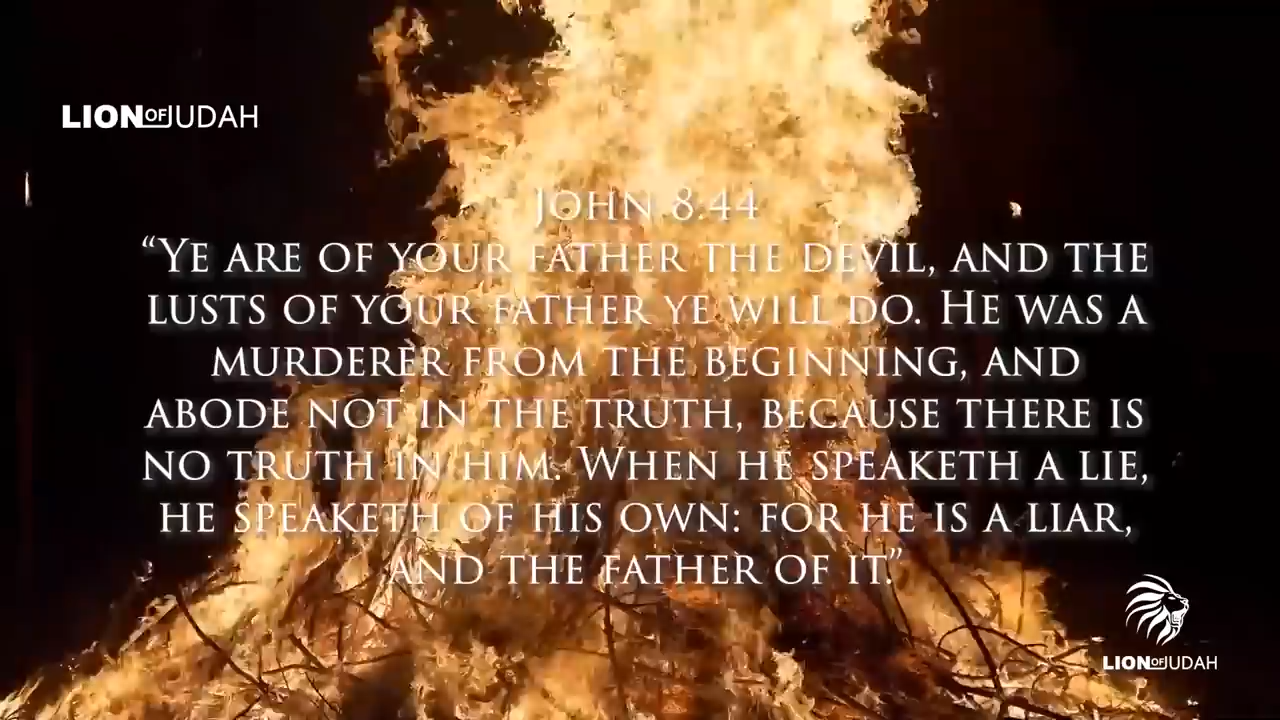 LION OF JUDAH
JOHN 8:44
“YE ARE OF YOUR FATHER THE DEVIL, AND THE
LUSTS OF YOUR FATHER YE WILL DO. HE WAS A
MURDERER FROM THE BEGINNING, AND
ABODE NOT IN THE TRUTH, BECAUSE THERE IS
NO TRUTH IN HIM. WHEN HE SPEAKETH A LIE,
HE SPEAKETH OF HIS OWN: FOR HE IS A LIAR,
AND THE FATHER OF IT.”
LION OF JUDAH